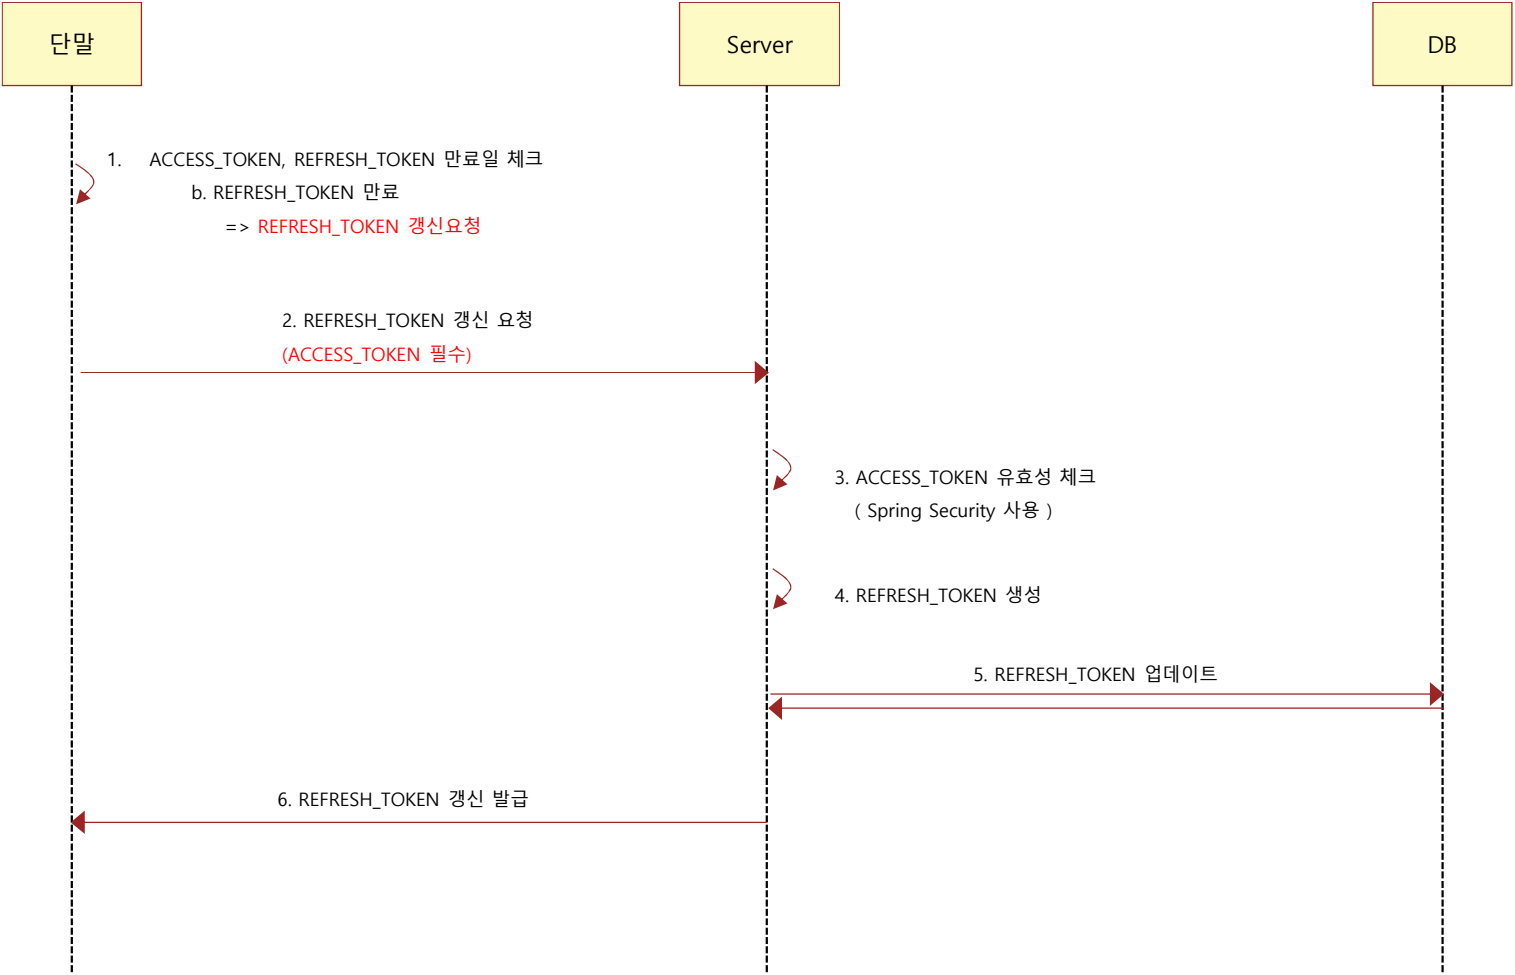 단말
Server
DB
1. ACCESS_TOKEN, REFRESH_TOKEN 만료일 체크
b. REFRESH_TOKEN 만료
=> REFRESH_TOKEN 갱신요청
2. REFRESH_TOKEN 갱신 요청
(ACCESS_TOKEN 필수)
3. ACCESS_TOKEN 유효성 체크
( Spring Security 사용 )
4. REFRESH_TOKEN 생성
5. REFRESH_TOKEN 업데이트
6. REFRESH_TOKEN 갱신 발급